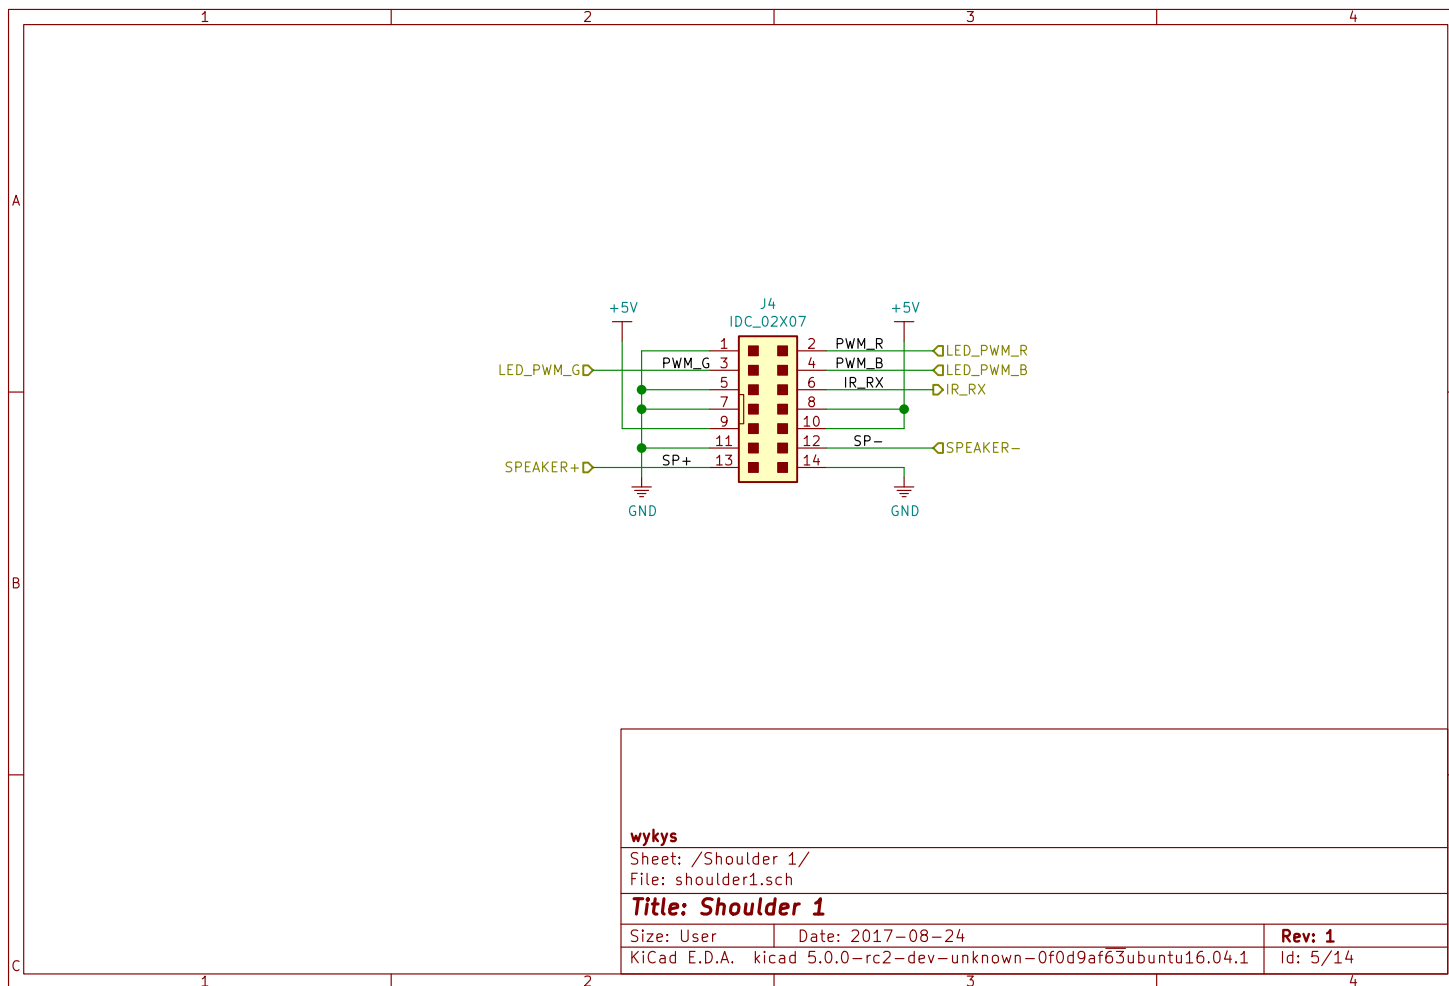 1 2 3 4
A
+5V J4 +5V
IDC_02X07
1 2 PWM_R LED_PWM_R
LED_PWM_G PWM_G 3 4 PWM_B LED_PWM_B
5 6 IR_RX IR_RX
7 8
9 10
11 12 SP− SPEAKER−
SPEAKER+ SP+ 13 14
GND GND
B
wykys
Sheet: /Shoulder 1/
File: shoulder1.sch
Title: Shoulder 1
Size: User Date: 2017−08−24 Rev: 1
KiCad E.D.A. kicad 5.0.0−rc2−dev−unknown−0f0d9af63ubuntu16.04.1 Id: 5/14
C
1 2 3 4